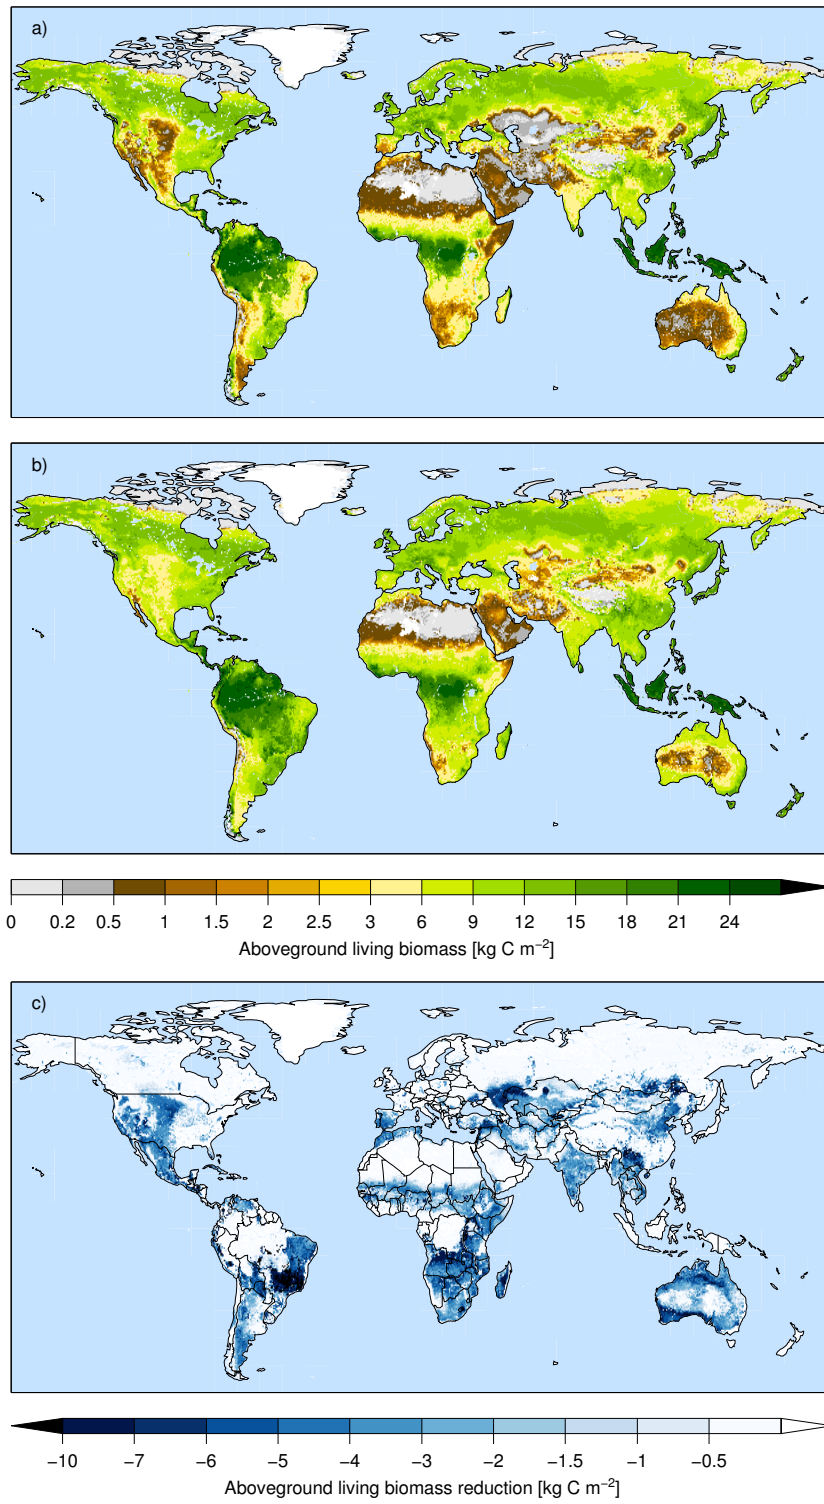 a)
b)
0 0.2 0.5 1 1.5 2 2.5 3 6 9 12 15 18 21 24
Aboveground living biomass [kg C m⁻²]
c)
−10 −7 −6 −5 −4 −3 −2 −1.5 −1 −0.5
Aboveground living biomass reduction [kg C m⁻²]